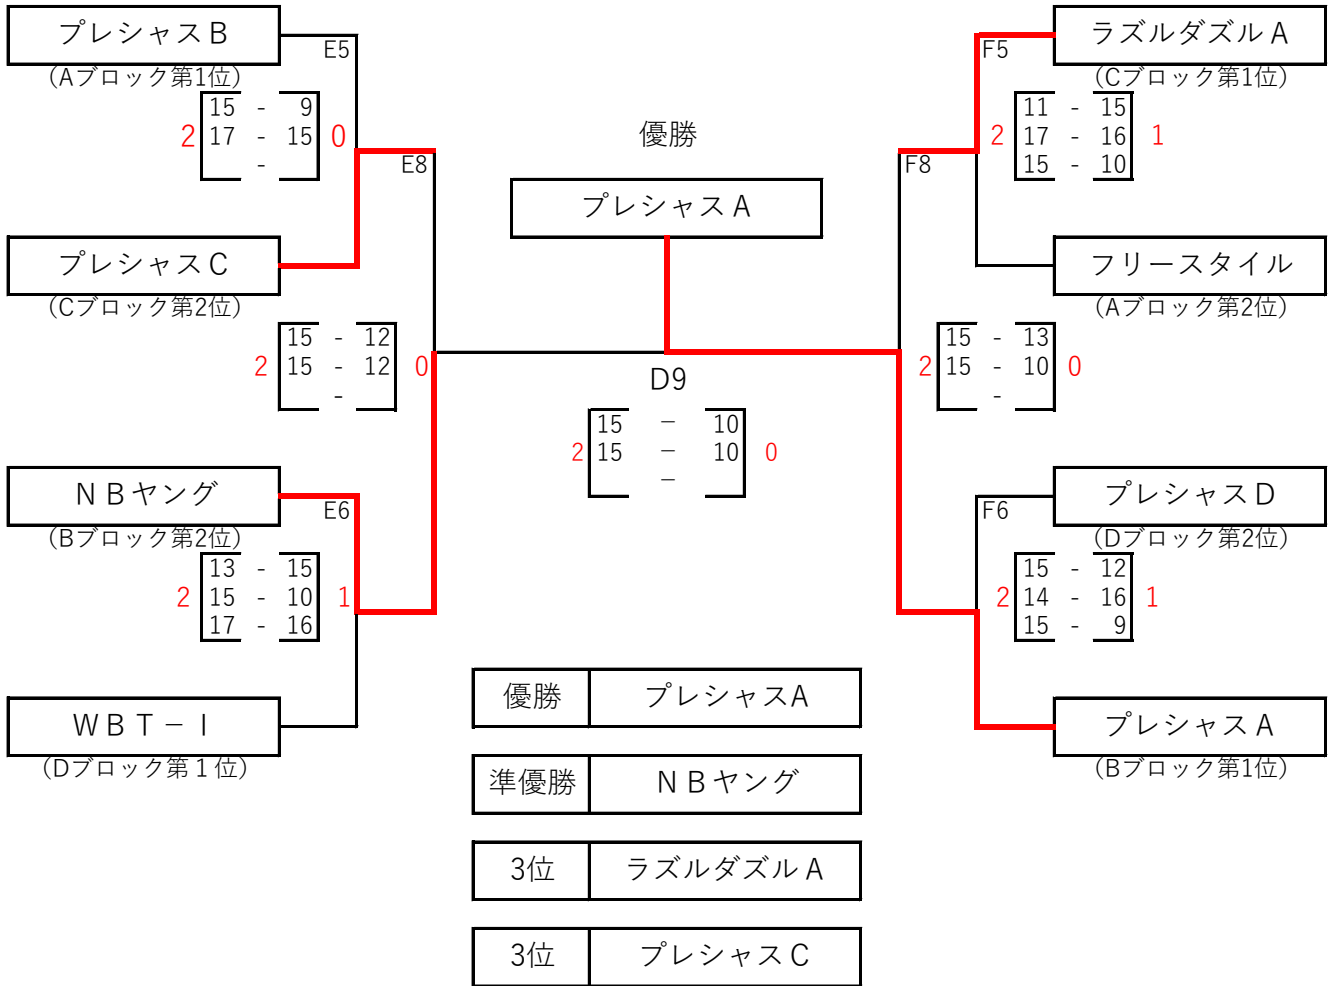 プレシャスＢ
(Aブロック第1位)
E5
15 - 9
2 17 - 15 0
-
プレシャスＣ
(Cブロック第2位)
E8
15 - 12
2 15 - 12 0
-
ＮＢヤング
(Bブロック第2位)
E6
13 - 15
2 15 - 10 1
17 - 16
ＷＢＴ－Ｉ
(Dブロック第１位)
優勝
プレシャスＡ
D9
15 － 10
2 15 － 10 0
－
ラズルダズルＡ
(Cブロック第1位)
F5
11 - 15
2 17 - 16 1
15 - 10
フリースタイル
(Aブロック第2位)
F8
15 - 13
2 15 - 10 0
-
プレシャスＤ
(Dブロック第2位)
F6
15 - 12
2 14 - 16 1
15 - 9
プレシャスＡ
(Bブロック第1位)
優勝 プレシャスA
準優勝 ＮＢヤング
3位 ラズルダズルＡ
3位 プレシャスＣ